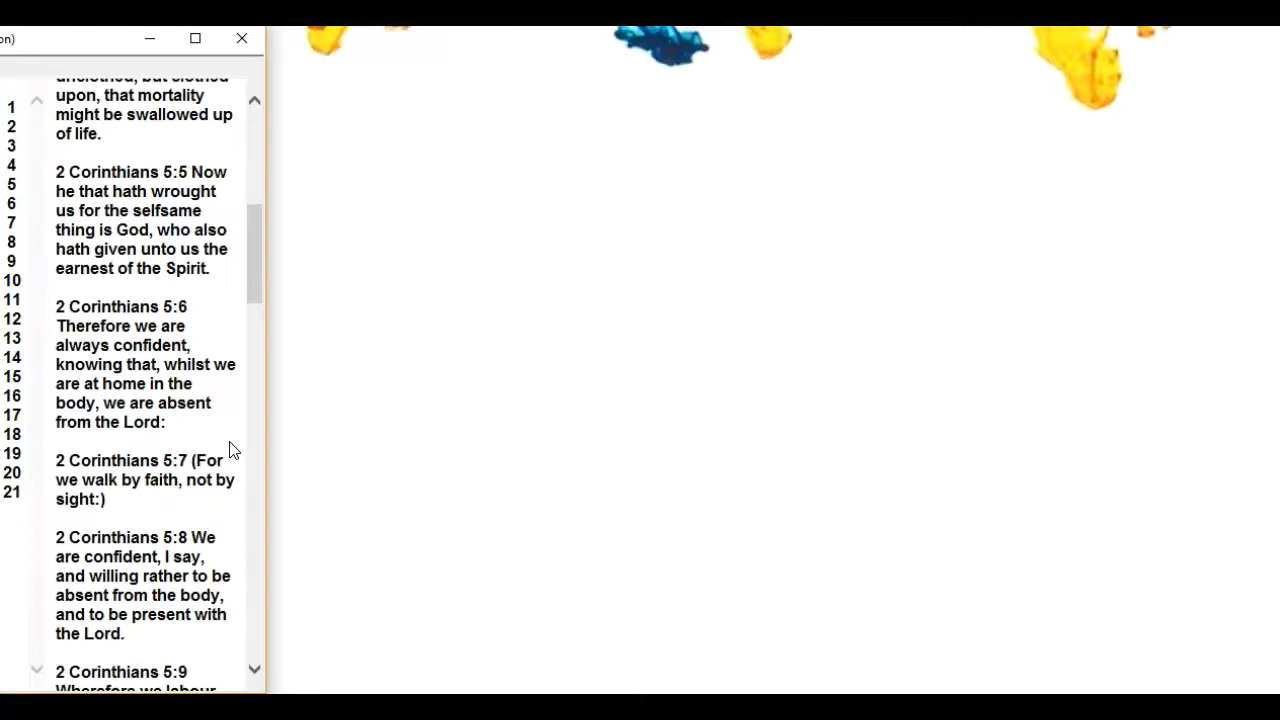 on)
1
2
3
4
5
6
7
8
9
10
11
12
13
14
15
16
17
18
19
20
21
unclothed, but clothed
upon, that mortality
might be swallowed up
of life.
2 Corinthians 5:5 Now
he that hath wrought
us for the selfsame
thing is God, who also
hath given unto us the
earnest of the Spirit.
2 Corinthians 5:6
Therefore we are
always confident,
knowing that, whilst we
are at home in the
body, we are absent
from the Lord:
2 Corinthians 5:7 (For
we walk by faith, not by
sight:)
2 Corinthians 5:8 We
are confident, I say,
and willing rather to be
absent from the body,
and to be present with
the Lord.
2 Corinthians 5:9
Wherefore we labour